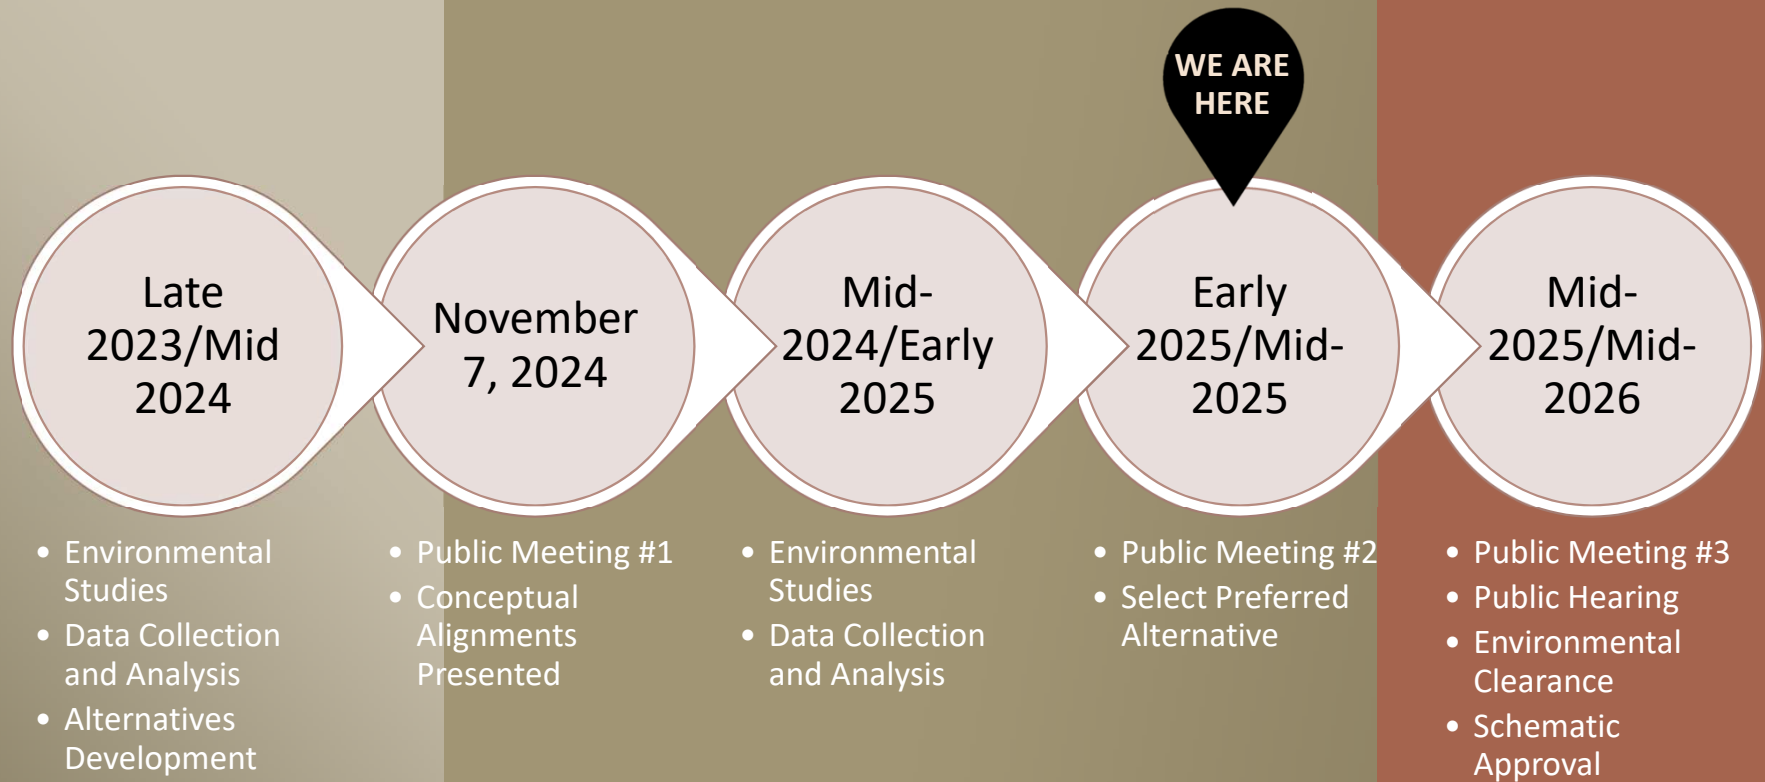 WE ARE
HERE
Late
2023/Mid
2024
November
7, 2024
Mid-
2024/Early
2025
Early
2025/Mid-
2025
Mid-
2025/Mid-
2026
• Environmental
Studies
• Data Collection
and Analysis
• Alternatives
Development
• Public Meeting #1
• Conceptual
Alignments
Presented
• Environmental
Studies
• Data Collection
and Analysis
• Public Meeting #2
• Select Preferred
Alternative
• Public Meeting #3
• Public Hearing
• Environmental
Clearance
• Schematic
Approval